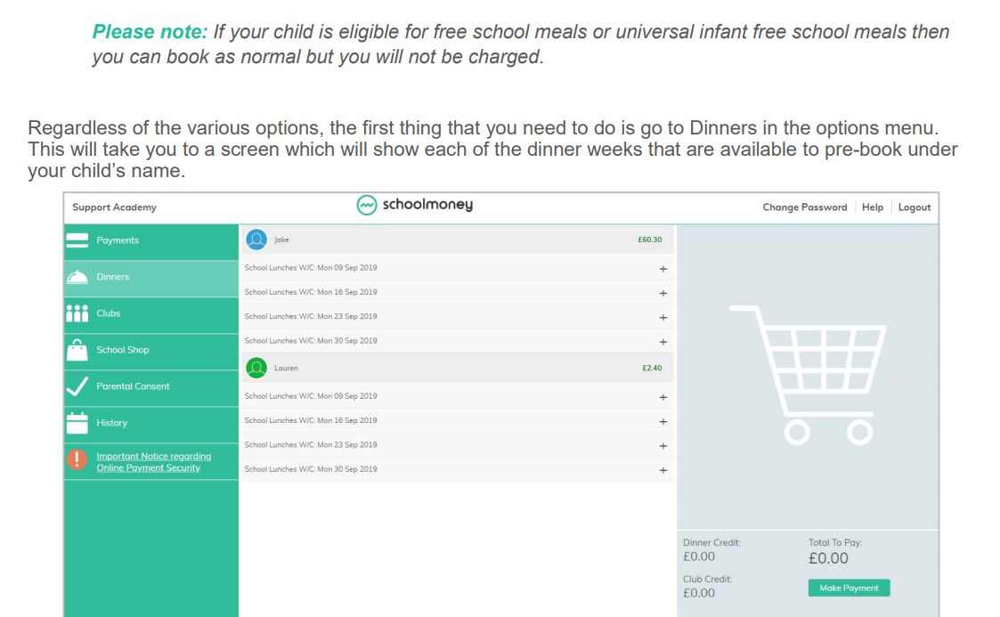 Please note: If your child is eligible for free school meals or universal infant free school meals then
you can book as normal but you will not be charged.
Regardless of the various options, the first thing that you need to do is go to Dinners in the options menu.
This will take you to a screen which will show each of the dinner weeks that are available to pre-book under
your child's name.
Support Academy
schoolmoney
Change Password Help Logout
Payments
Dinners
Clubs
School Shop
Parental Consent
History
Important Notice regarding
Online Payment Security
Jake £60.30
School Lunches W/C: Mon 09 Sep 2019 +
School Lunches W/C: Mon 16 Sep 2019 +
School Lunches W/C: Mon 23 Sep 2019 +
School Lunches W/C: Mon 30 Sep 2019 +
Lauren £2.40
School Lunches W/C: Mon 09 Sep 2019 +
School Lunches W/C: Mon 16 Sep 2019 +
School Lunches W/C: Mon 23 Sep 2019 +
School Lunches W/C: Mon 30 Sep 2019 +
Dinner Credit:
£0.00
Club Credit:
£0.00
Total To Pay:
£0.00
Make Payment